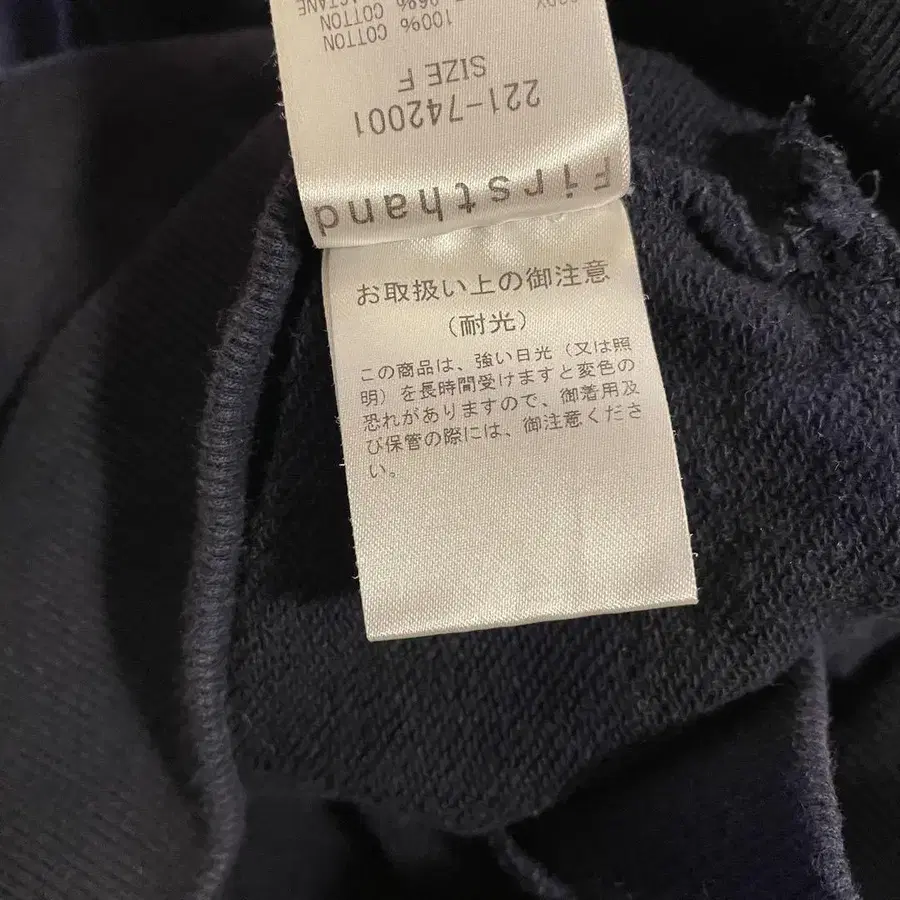 Firsthand
221-742001
SIZE F
100% COTTON
96% COTTON
お取扱い上の御注意
(耐光)
この商品は、強い日光（又は照
明）を長時間受けますと変色の
恐れがありますので、御着用及
び保管の際には、御注意くださ
い。